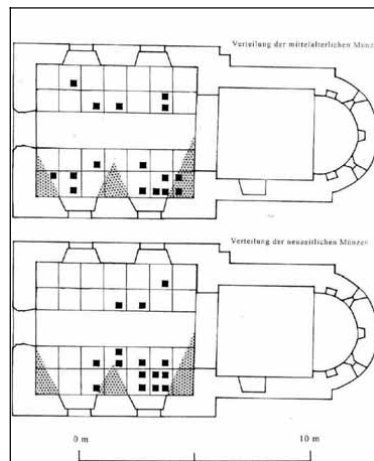 Verteilung der mittelalterlichen Münz
Verteilung der neuzeitlichen Münzen
0 m 10 m